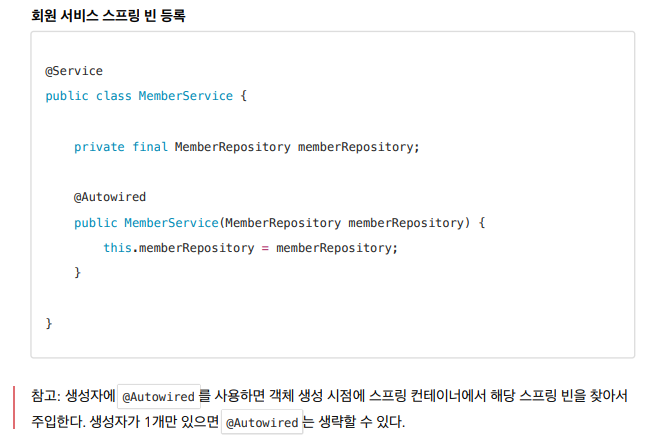 회원 서비스 스프링 빈 등록
@Service
public class MemberService {
private final MemberRepository memberRepository;
@Autowired
public MemberService(MemberRepository memberRepository) {
this.memberRepository = memberRepository;
}
}
참고: 생성자에 @Autowired 를 사용하면 객체 생성 시점에 스프링 컨테이너에서 해당 스프링 빈을 찾아서
주입한다. 생성자가 1개만 있으면 @Autowired 는 생략할 수 있다.